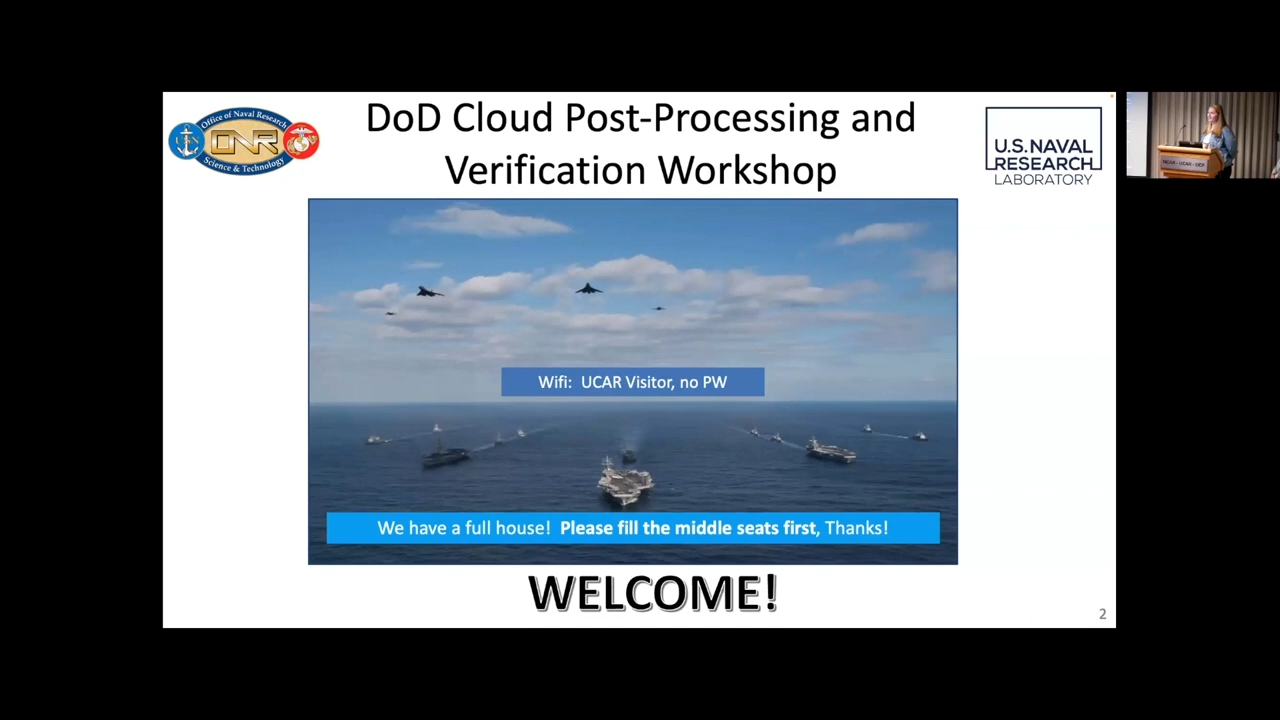 Office of Naval Research
ONR
Science & Technology
DoD Cloud Post-Processing and
Verification Workshop
U.S. NAVAL
RESEARCH
LABORATORY
Wifi: UCAR Visitor, no PW
We have a full house! Please fill the middle seats first, Thanks!
WELCOME!
2